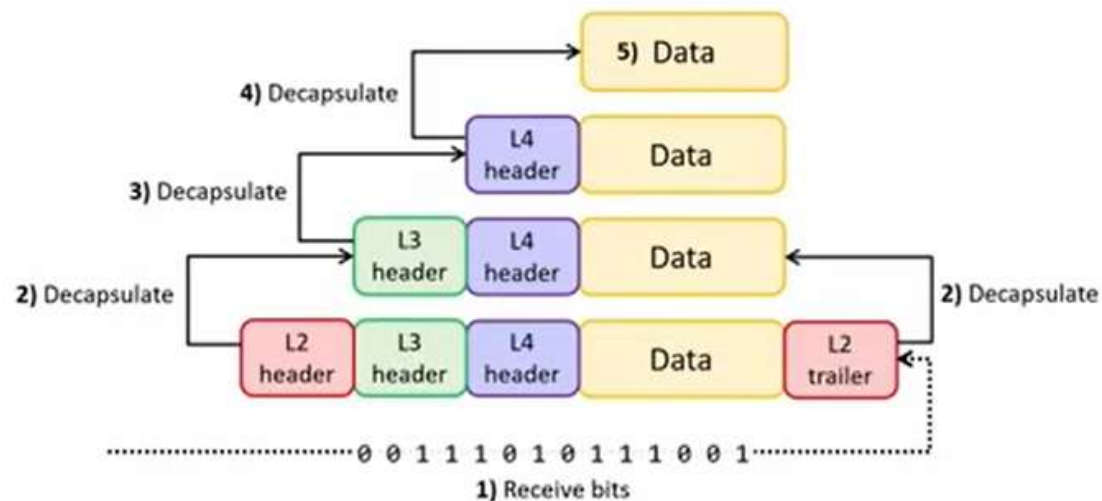 5) Data
4) Decapsulate
L4
header
Data
3) Decapsulate
L3
header
L4
header
Data
2) Decapsulate
2) Decapsulate
L2
header
L3
header
L4
header
Data
L2
trailer
0 0 1 1 1 0 1 0 1 1 1 0 0 1
1) Receive bits